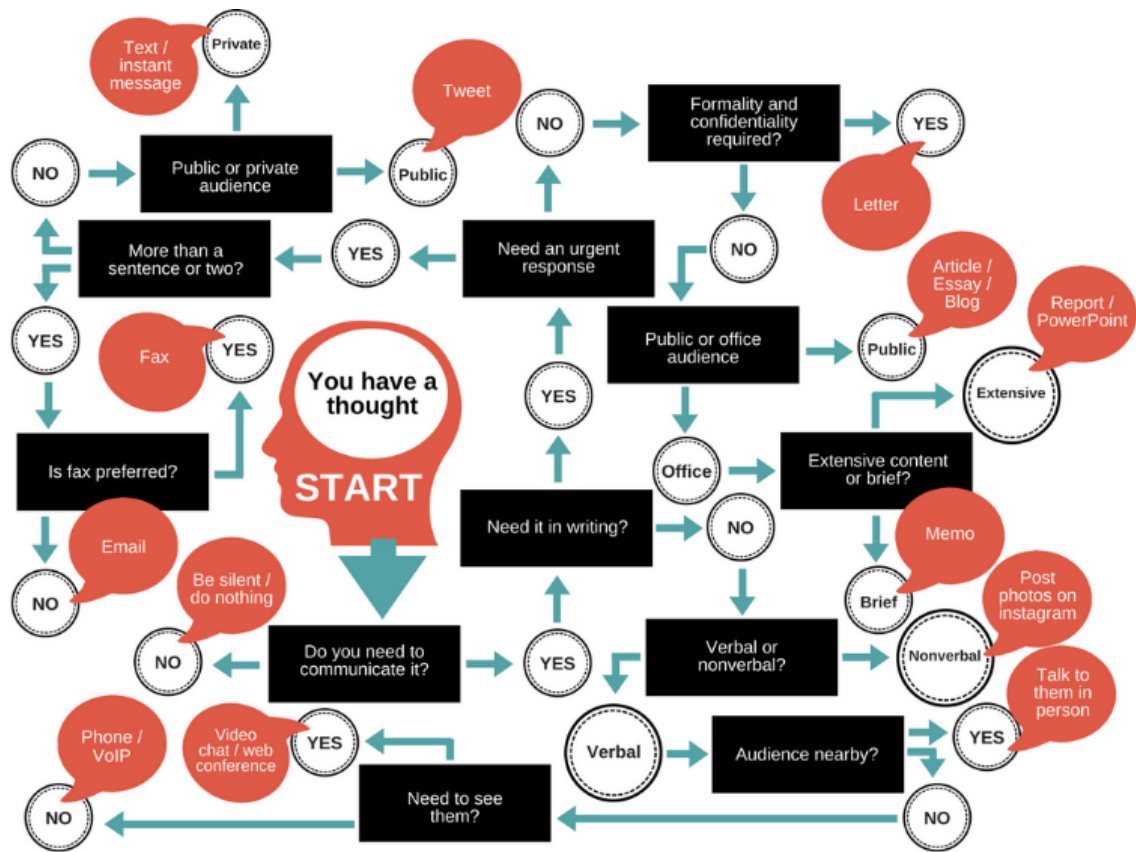 Text /
instant
message
Private
Tweet
NO
Public or private
audience
Public
NO
Formality and
confidentiality
required?
YES
Letter
More than a
sentence or two?
YES
Need an urgent
response
NO
YES
Fax
YES
You have a
thought
START
YES
Public or office
audience
Public
Article /
Essay /
Blog
Report /
PowerPoint
Extensive
Is fax preferred?
Office
Extensive content
or brief?
Need it in writing?
NO
Email
NO
Be silent /
do nothing
NO
Do you need to
communicate it?
YES
Memo
Brief
Verbal or
nonverbal?
Nonverbal
Post
photos on
instagram
Talk to
them in
person
Phone /
VoIP
NO
Video
chat / web
conference
YES
Need to see
them?
Verbal
Audience nearby?
YES
NO